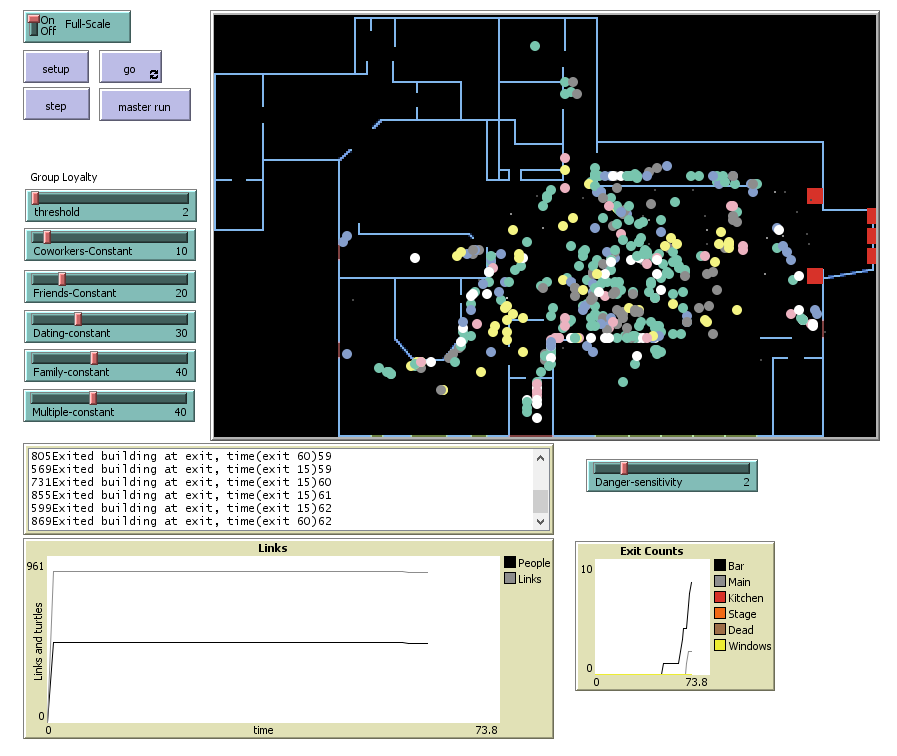 On
Off
Full-Scale
setup
go
step
master run
Group Loyalty
threshold 2
Coworkers-Constant 10
Friends-Constant 20
Dating-constant 30
Family-constant 40
Multiple-constant 40
805Exited building at exit, time(exit 60)59
569Exited building at exit, time(exit 15)59
731Exited building at exit, time(exit 15)60
855Exited building at exit, time(exit 15)61
599Exited building at exit, time(exit 15)62
869Exited building at exit, time(exit 60)62
Danger-sensitivity 2
Links
961
Links and turtles
0
0
time
73.8
People
Links
Exit Counts
10
0
0
73.8
Bar
Main
Kitchen
Stage
Dead
Windows